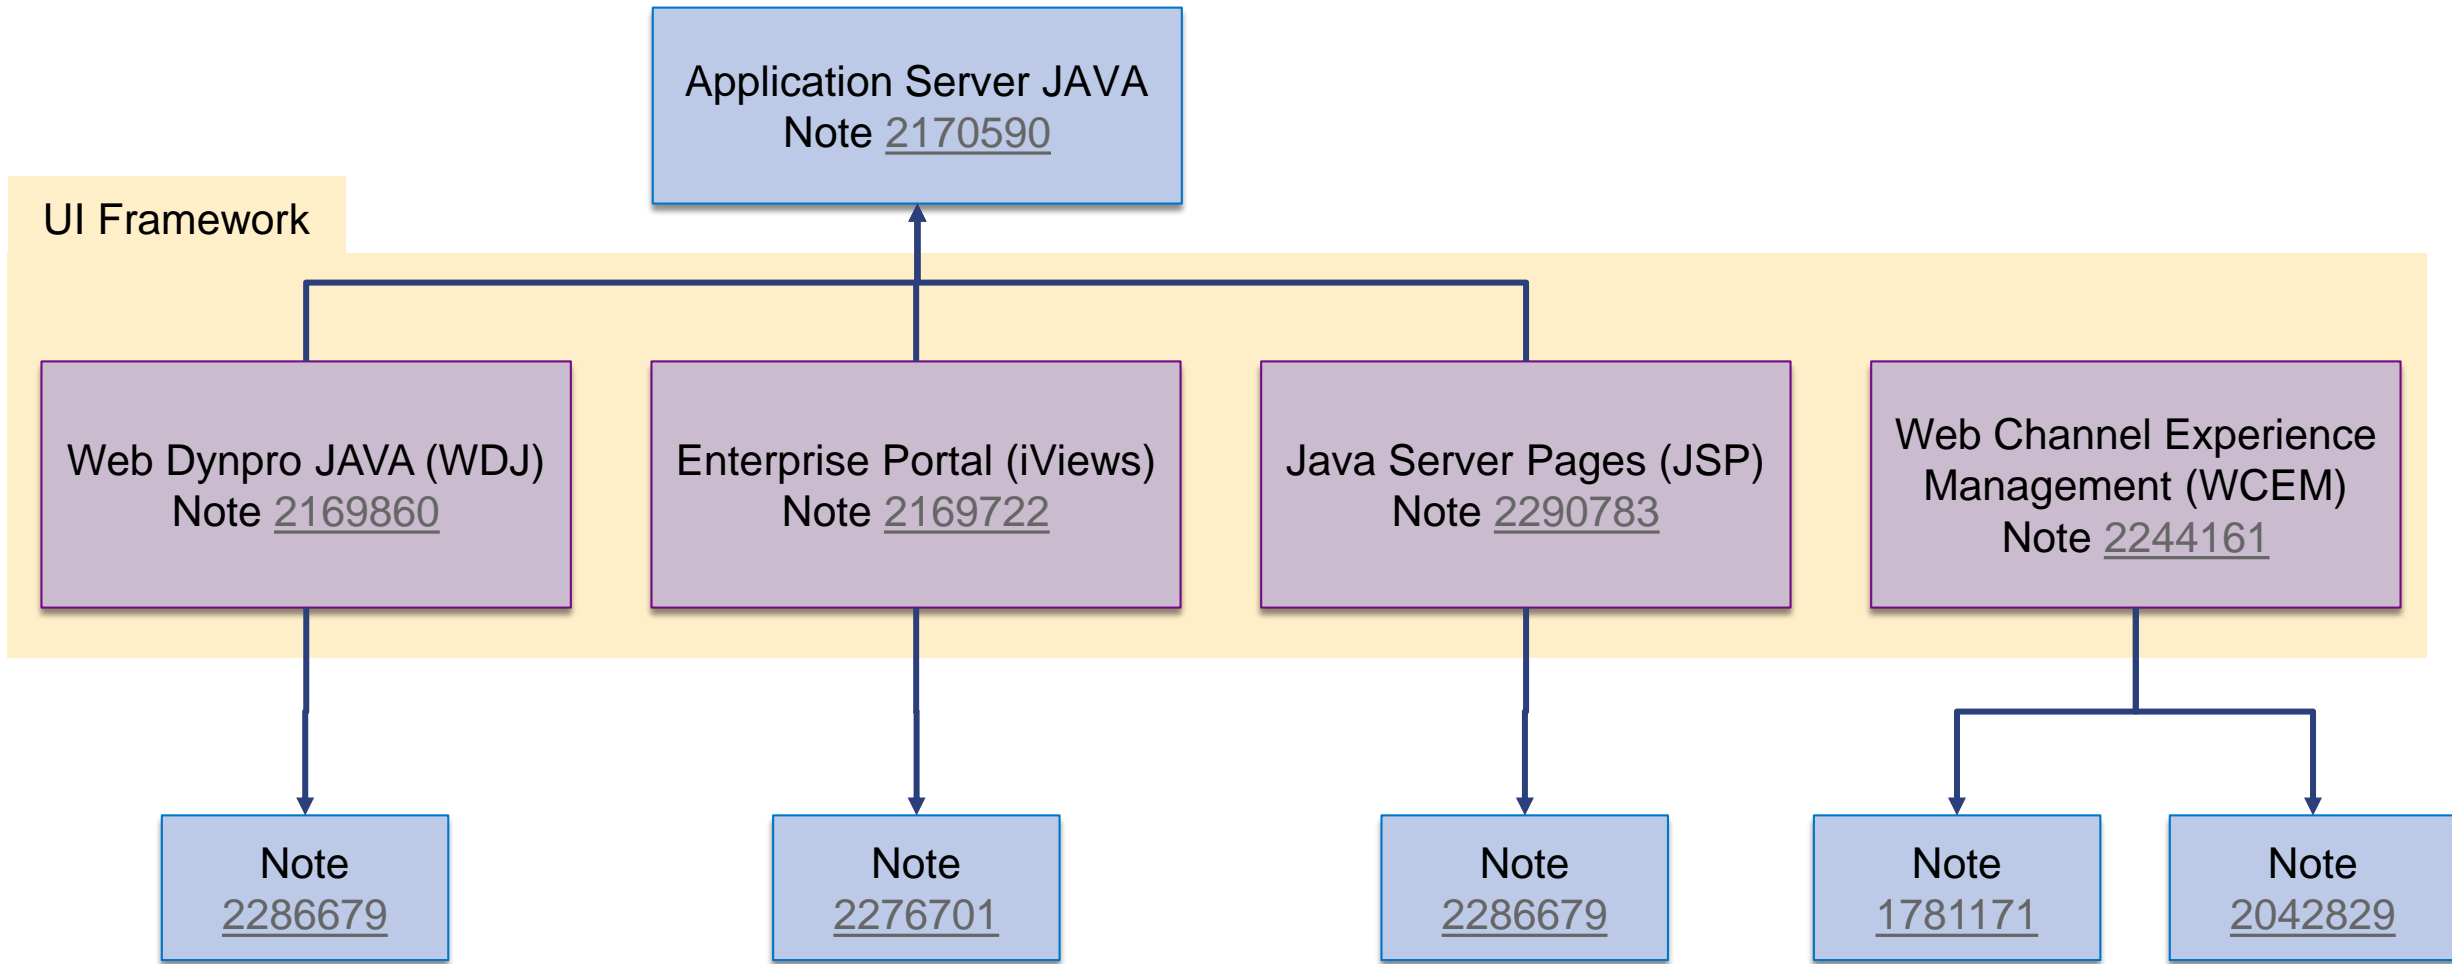 Application Server JAVA
Note 2170590
UI Framework
Web Dynpro JAVA (WDJ)
Note 2169860
Enterprise Portal (iViews)
Note 2169722
Java Server Pages (JSP)
Note 2290783
Web Channel Experience
Management (WCEM)
Note 2244161
Note
2286679
Note
2276701
Note
2286679
Note
1781171
Note
2042829